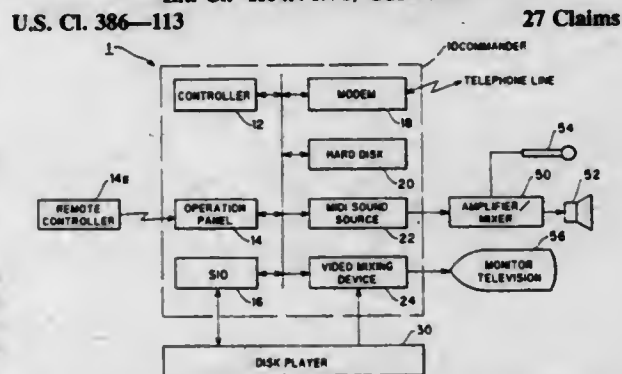 U.S. Cl. 386—113
27 Claims
1
10 COMMANDER
CONTROLLER
12
MODEM
18
TELEPHONE LINE
HARD DISK
20
54
14a
REMOTE CONTROLLER
OPERATION PANEL
14
MIDI SOUND SOURCE
22
AMPLIFIER MIXER
50
52
SIO
16
VIDEO MIXING DEVICE
24
MONITOR TELEVISION
56
DISK PLAYER
30